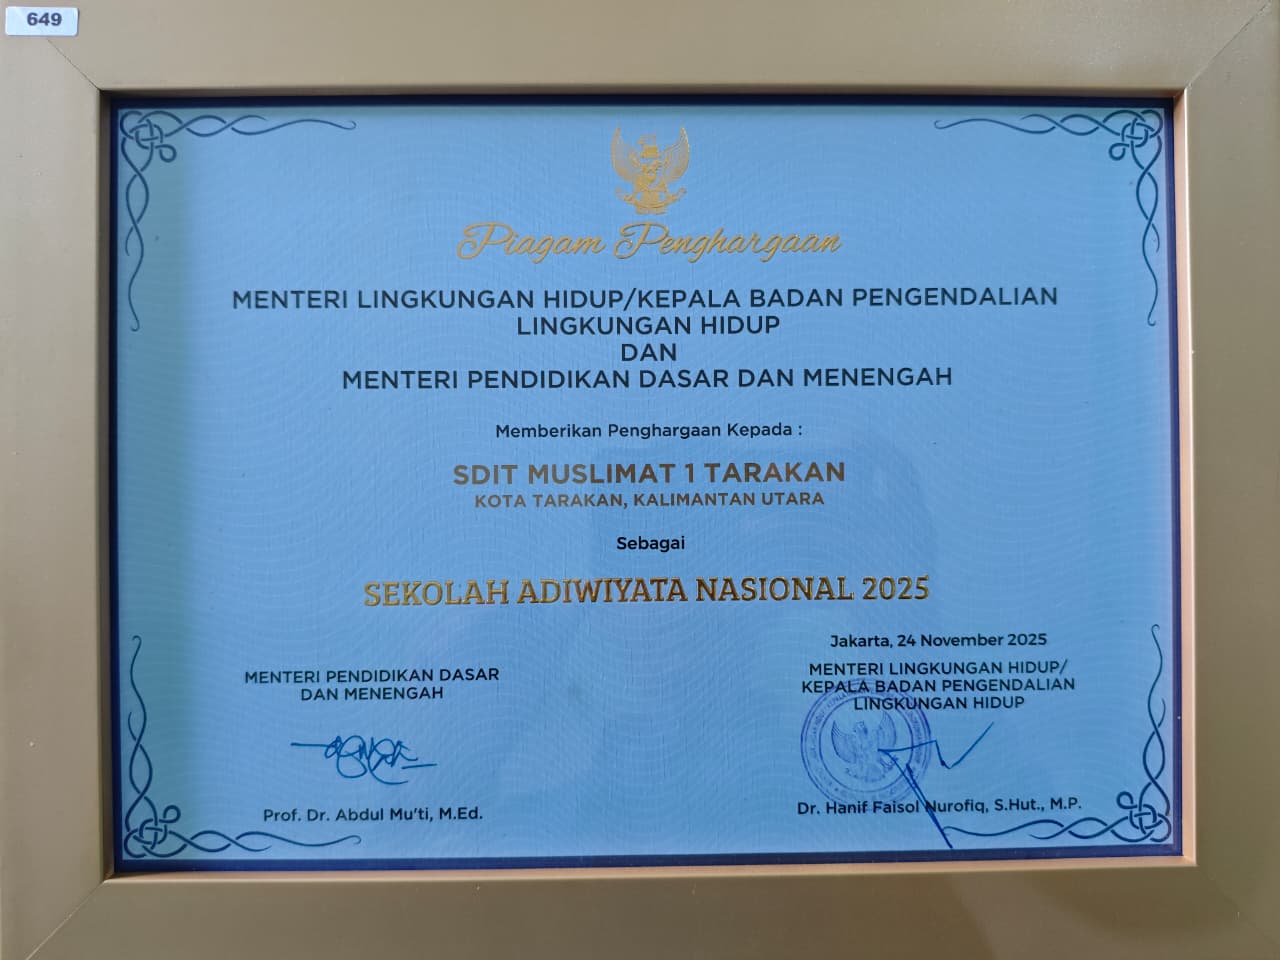 649
Piagam Penghargaan
MENTERI LINGKUNGAN HIDUP/KEPALA BADAN PENGENDALIAN
LINGKUNGAN HIDUP
DAN
MENTERI PENDIDIKAN DASAR DAN MENENGAH
Memberikan Penghargaan Kepada :
SDIT MUSLIMAT 1 TARAKAN
KOTA TARAKAN, KALIMANTAN UTARA
Sebagai
SEKOLAH ADIWIYATA NASIONAL 2025
MENTERI PENDIDIKAN DASAR
DAN MENENGAH
Prof. Dr. Abdul Mu'ti, M.Ed.
Jakarta, 24 November 2025
MENTERI LINGKUNGAN HIDUP/
KEPALA BADAN PENGENDALIAN
LINGKUNGAN HIDUP
Dr. Hanif Faisol Nurofiq, S.Hut., M.P.